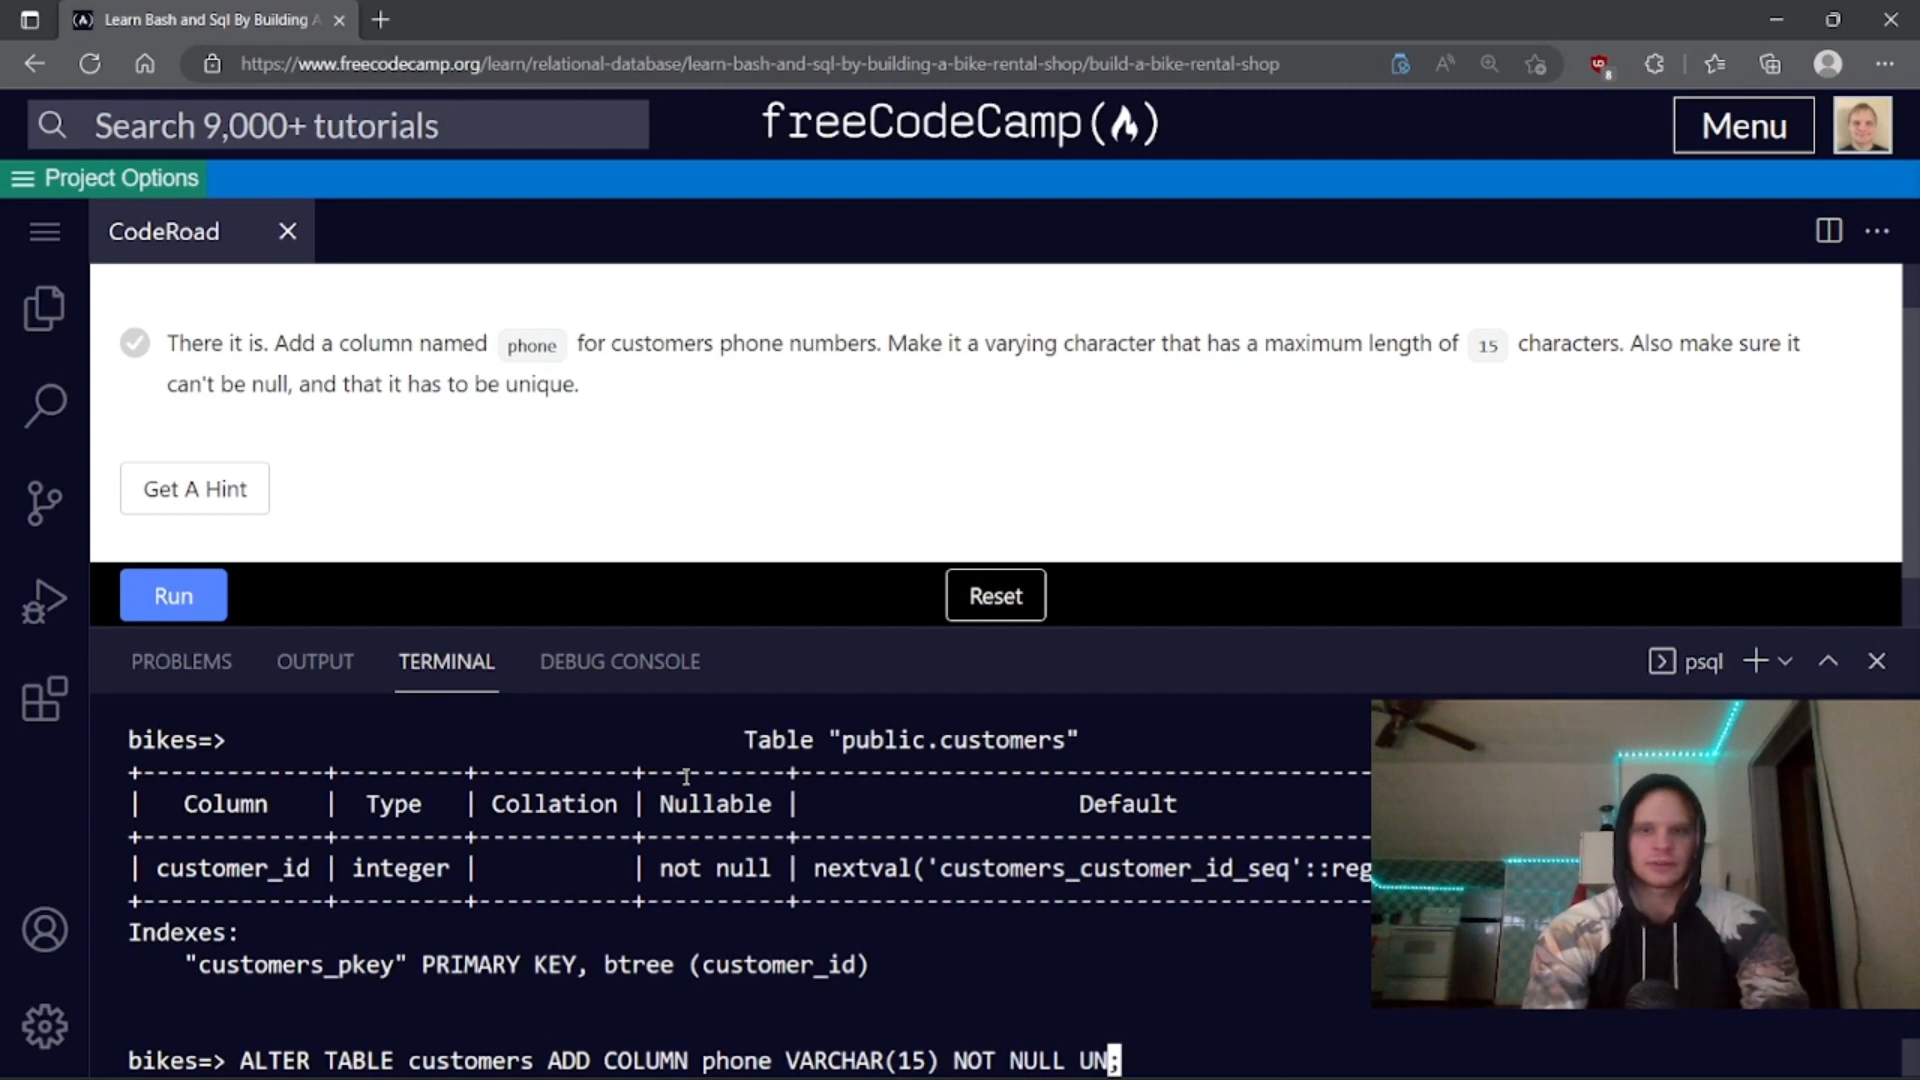 Learn Bash and Sql By Building A
https://www.freecodecamp.org/learn/relational-database/learn-bash-and-sql-by-building-a-bike-rental-shop/build-a-bike-rental-shop
8
Search 9,000+ tutorials
freeCodeCamp
Menu
Project Options
CodeRoad
There it is. Add a column named phone for customers phone numbers. Make it a varying character that has a maximum length of 15 characters. Also make sure it
can't be null, and that it has to be unique.
Get A Hint
Run
Reset
PROBLEMS OUTPUT TERMINAL DEBUG CONSOLE
psql
bikes=> Table "public.customers"
+-------------+---------+-----------+----------+-----------------------------------------
| Column | Type | Collation | Nullable | Default
+-------------+---------+-----------+----------+-----------------------------------------
| customer_id | integer | | not null | nextval('customers_customer_id_seq'::reg
+-------------+---------+-----------+----------+-----------------------------------------
Indexes:
"customers_pkey" PRIMARY KEY, btree (customer_id)
bikes=> ALTER TABLE customers ADD COLUMN phone VARCHAR(15) NOT NULL UN;